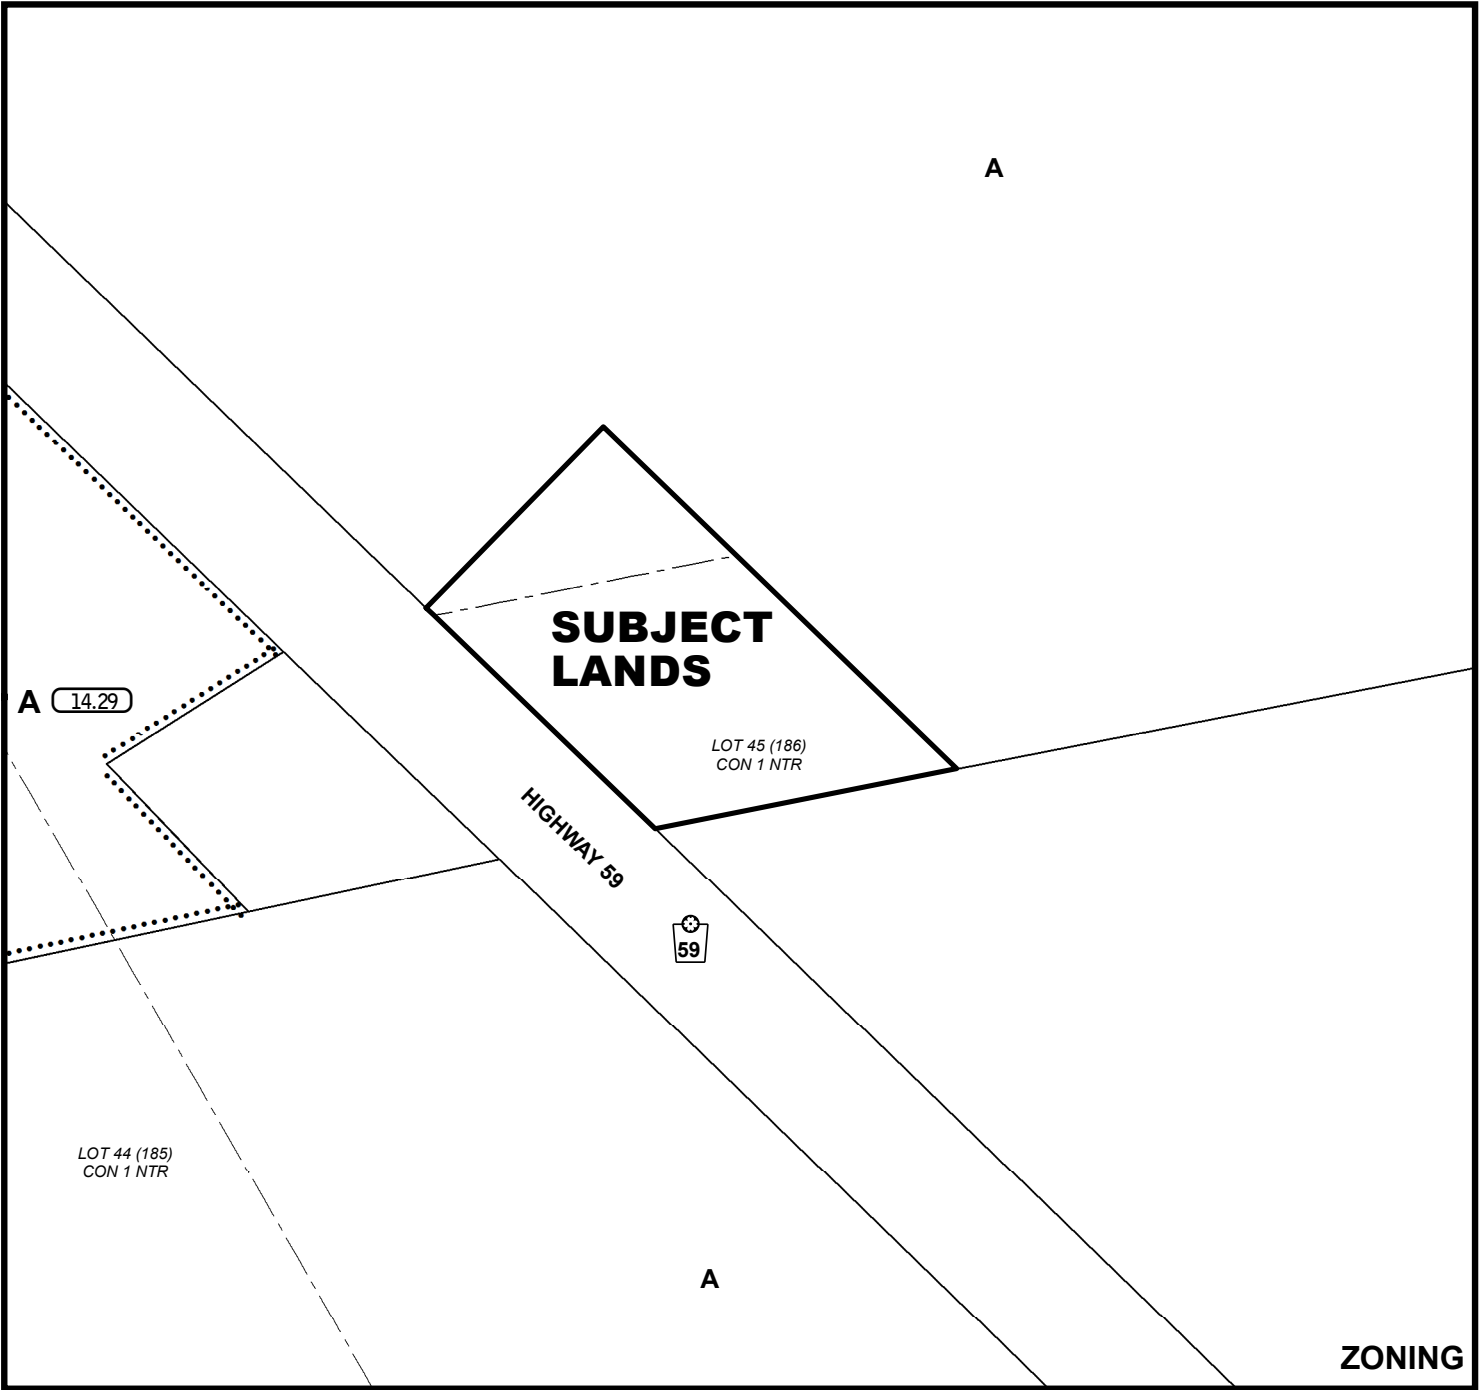 A
SUBJECT
LANDS
A 14.29
LOT 45 (186)
CON 1 NTR
HIGHWAY 59
59
LOT 44 (185)
CON 1 NTR
A
ZONING